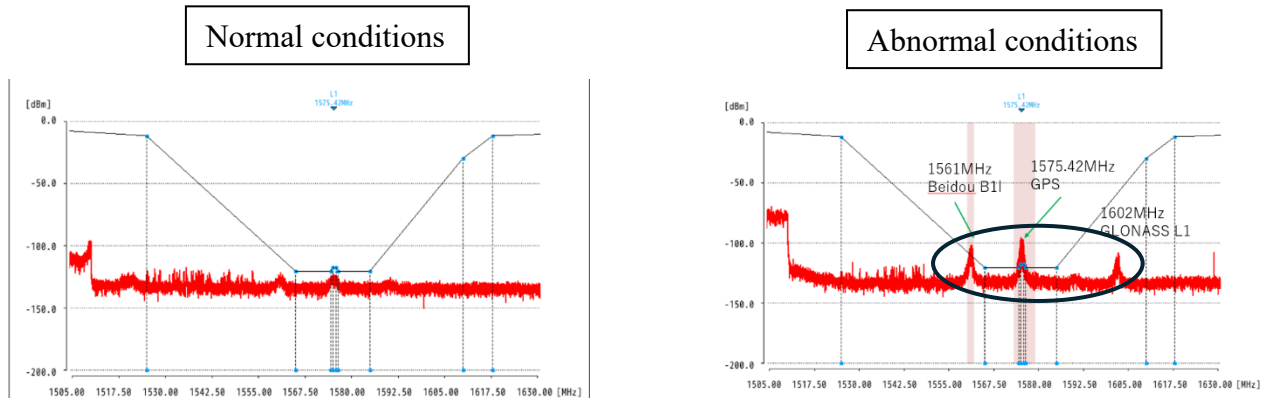 Normal conditions
Abnormal conditions
L1
1575.42MHz
[dBm]
0.0
-50.0
-100.0
-150.0
-200.0
1505.00 1517.50 1530.00 1542.50 1555.00 1567.50 1580.00 1592.50 1605.00 1617.50 1630.00 [MHz]
L1
1575.42MHz
[dBm]
0.0
-50.0
-100.0
-150.0
-200.0
1561MHz
Beidou B1I
1575.42MHz
GPS
1602MHz
GLONASS L1
1505.00 1517.50 1530.00 1542.50 1555.00 1567.50 1580.00 1592.50 1605.00 1617.50 1630.00 [MHz]